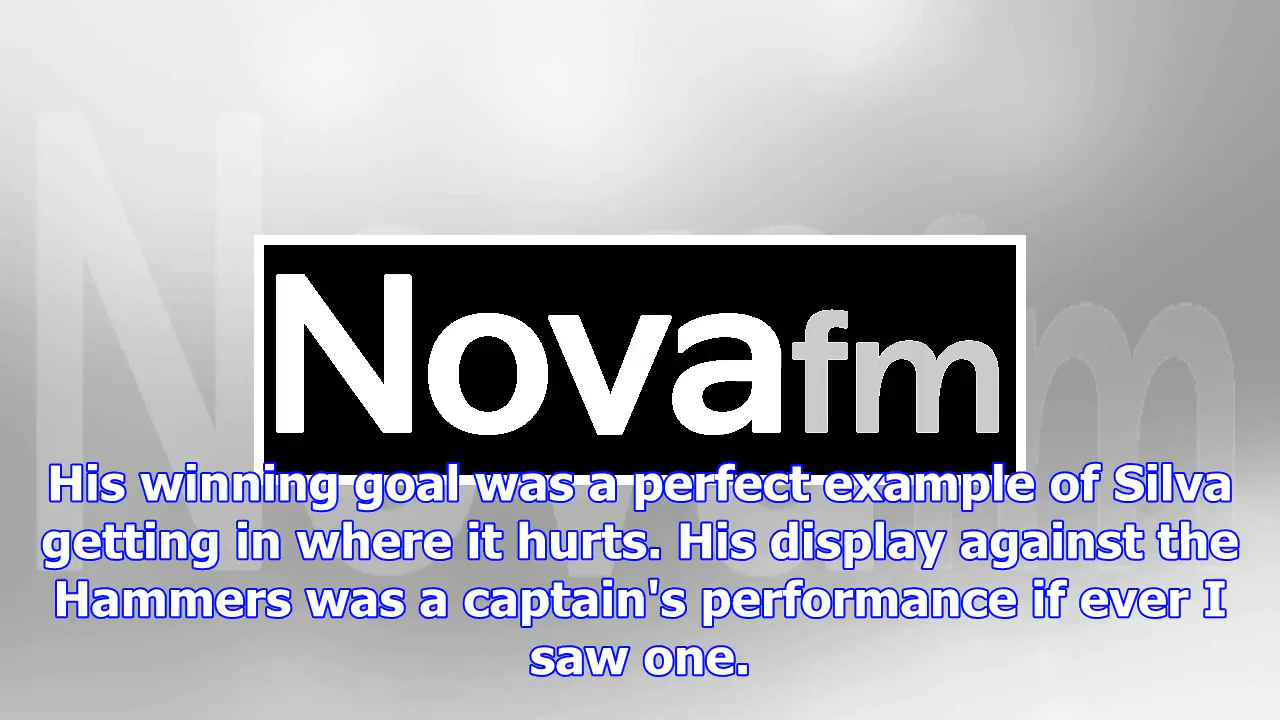 Novafm
His winning goal was a perfect example of Silva
getting in where it hurts. His display against the
Hammers was a captain's performance if ever I
saw one.